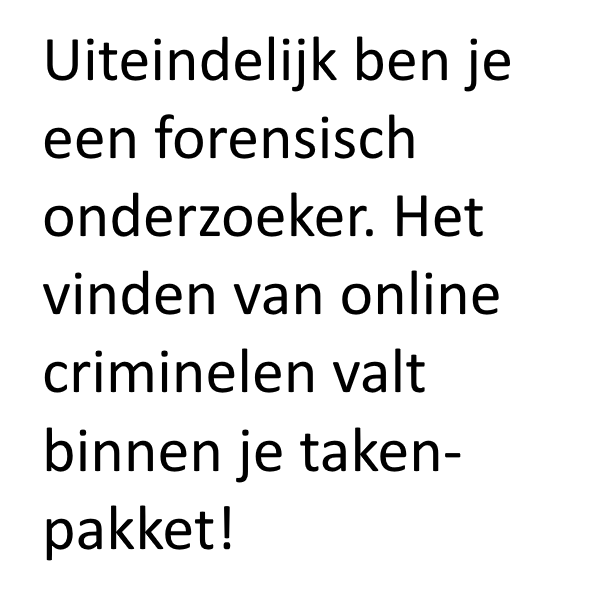 Uiteindelijk ben je
een forensisch
onderzoeker. Het
vinden van online
criminelen valt
binnen je taken-
pakket!